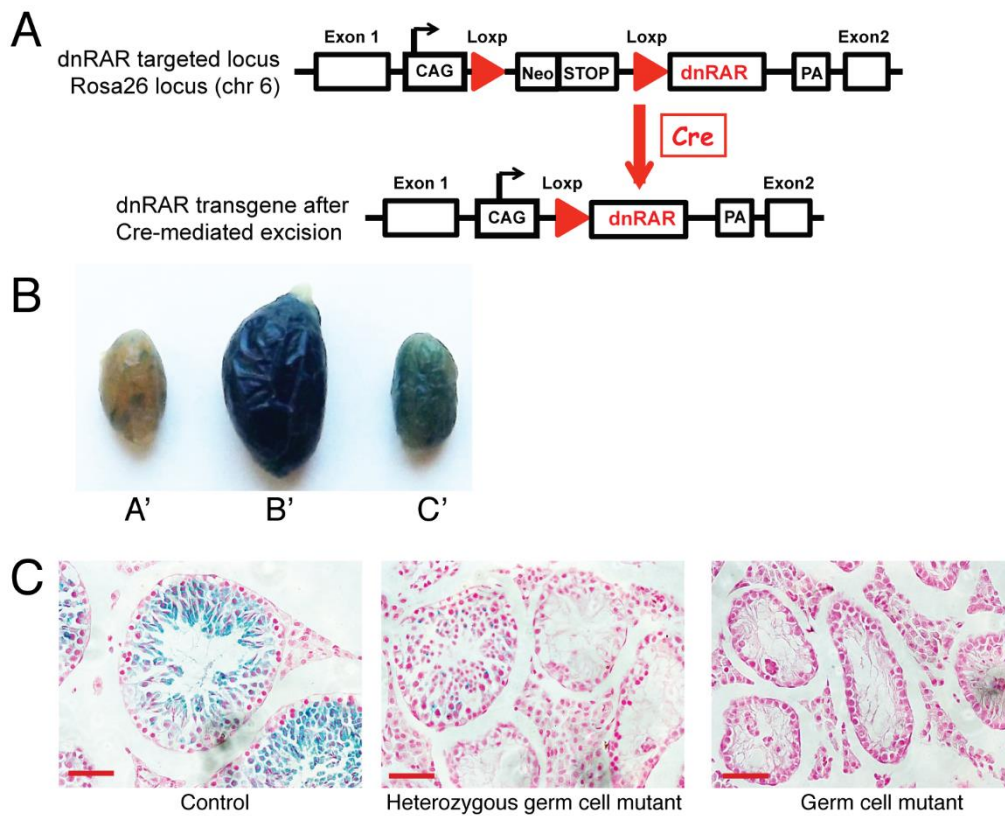 A
dnRAR targeted locus
Rosa26 locus (chr 6)
Exon 1
Loxp
Loxp
Exon2
CAG
Neo
STOP
dnRAR
PA
Cre
dnRAR transgene after
Cre-mediated excision
Exon 1
Loxp
Exon2
CAG
dnRAR
PA
B
A’
B’
C’
C
Control
Heterozygous germ cell mutant
Germ cell mutant